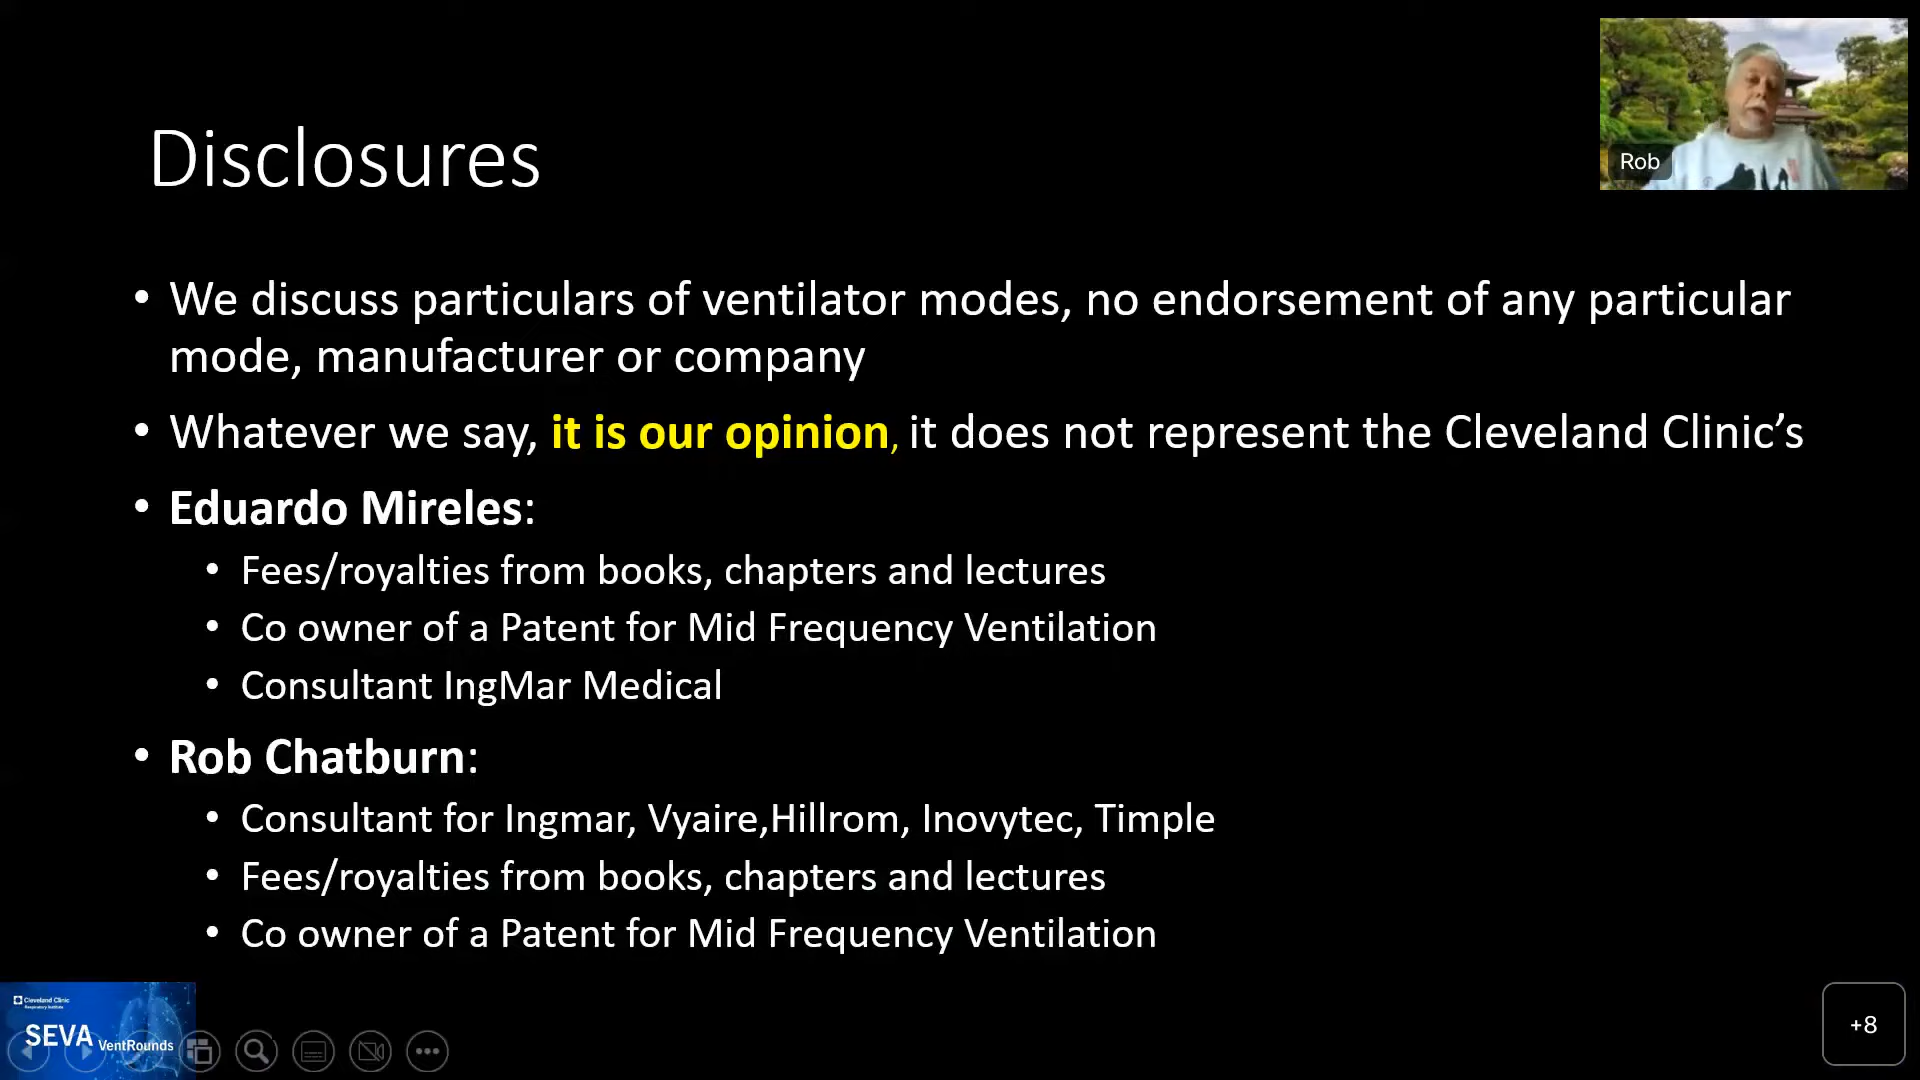 Rob
Disclosures
• We discuss particulars of ventilator modes, no endorsement of any particular
mode, manufacturer or company
• Whatever we say, it is our opinion, it does not represent the Cleveland Clinic’s
• Eduardo Mireles:
• Fees/royalties from books, chapters and lectures
• Co owner of a Patent for Mid Frequency Ventilation
• Consultant IngMar Medical
• Rob Chatburn:
• Consultant for Ingmar, Vyaire,Hillrom, Inovytec, Timple
• Fees/royalties from books, chapters and lectures
• Co owner of a Patent for Mid Frequency Ventilation
Cleveland Clinic
Respiratory Institute
SEVA VentRounds
+8